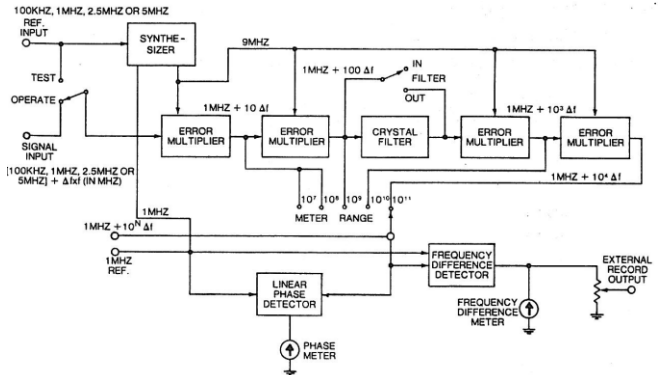 100KHZ, 1MHZ, 2.5MHZ OR 5MHZ
REF.
INPUT
SYNTHE-
SIZER
9MHZ
TEST
OPERATE
SIGNAL
INPUT
[100KHZ, 1MHZ, 2.5MHZ OR
5MHZ] + Δfxf (IN MHZ)
1MHZ + 10 Δf
1MHZ + 100 Δf
IN
FILTER
OUT
1MHZ + 10³ Δf
ERROR
MULTIPLIER
ERROR
MULTIPLIER
CRYSTAL
FILTER
ERROR
MULTIPLIER
ERROR
MULTIPLIER
1MHZ + 10⁴ Δf
10⁷ 10⁸ 10⁹ 10¹⁰ 10¹¹
METER RANGE
1MHZ
1MHZ + 10ᴺ Δf
1MHZ
REF.
LINEAR
PHASE
DETECTOR
FREQUENCY
DIFFERENCE
DETECTOR
EXTERNAL
RECORD
OUTPUT
FREQUENCY
DIFFERENCE
METER
PHASE
METER